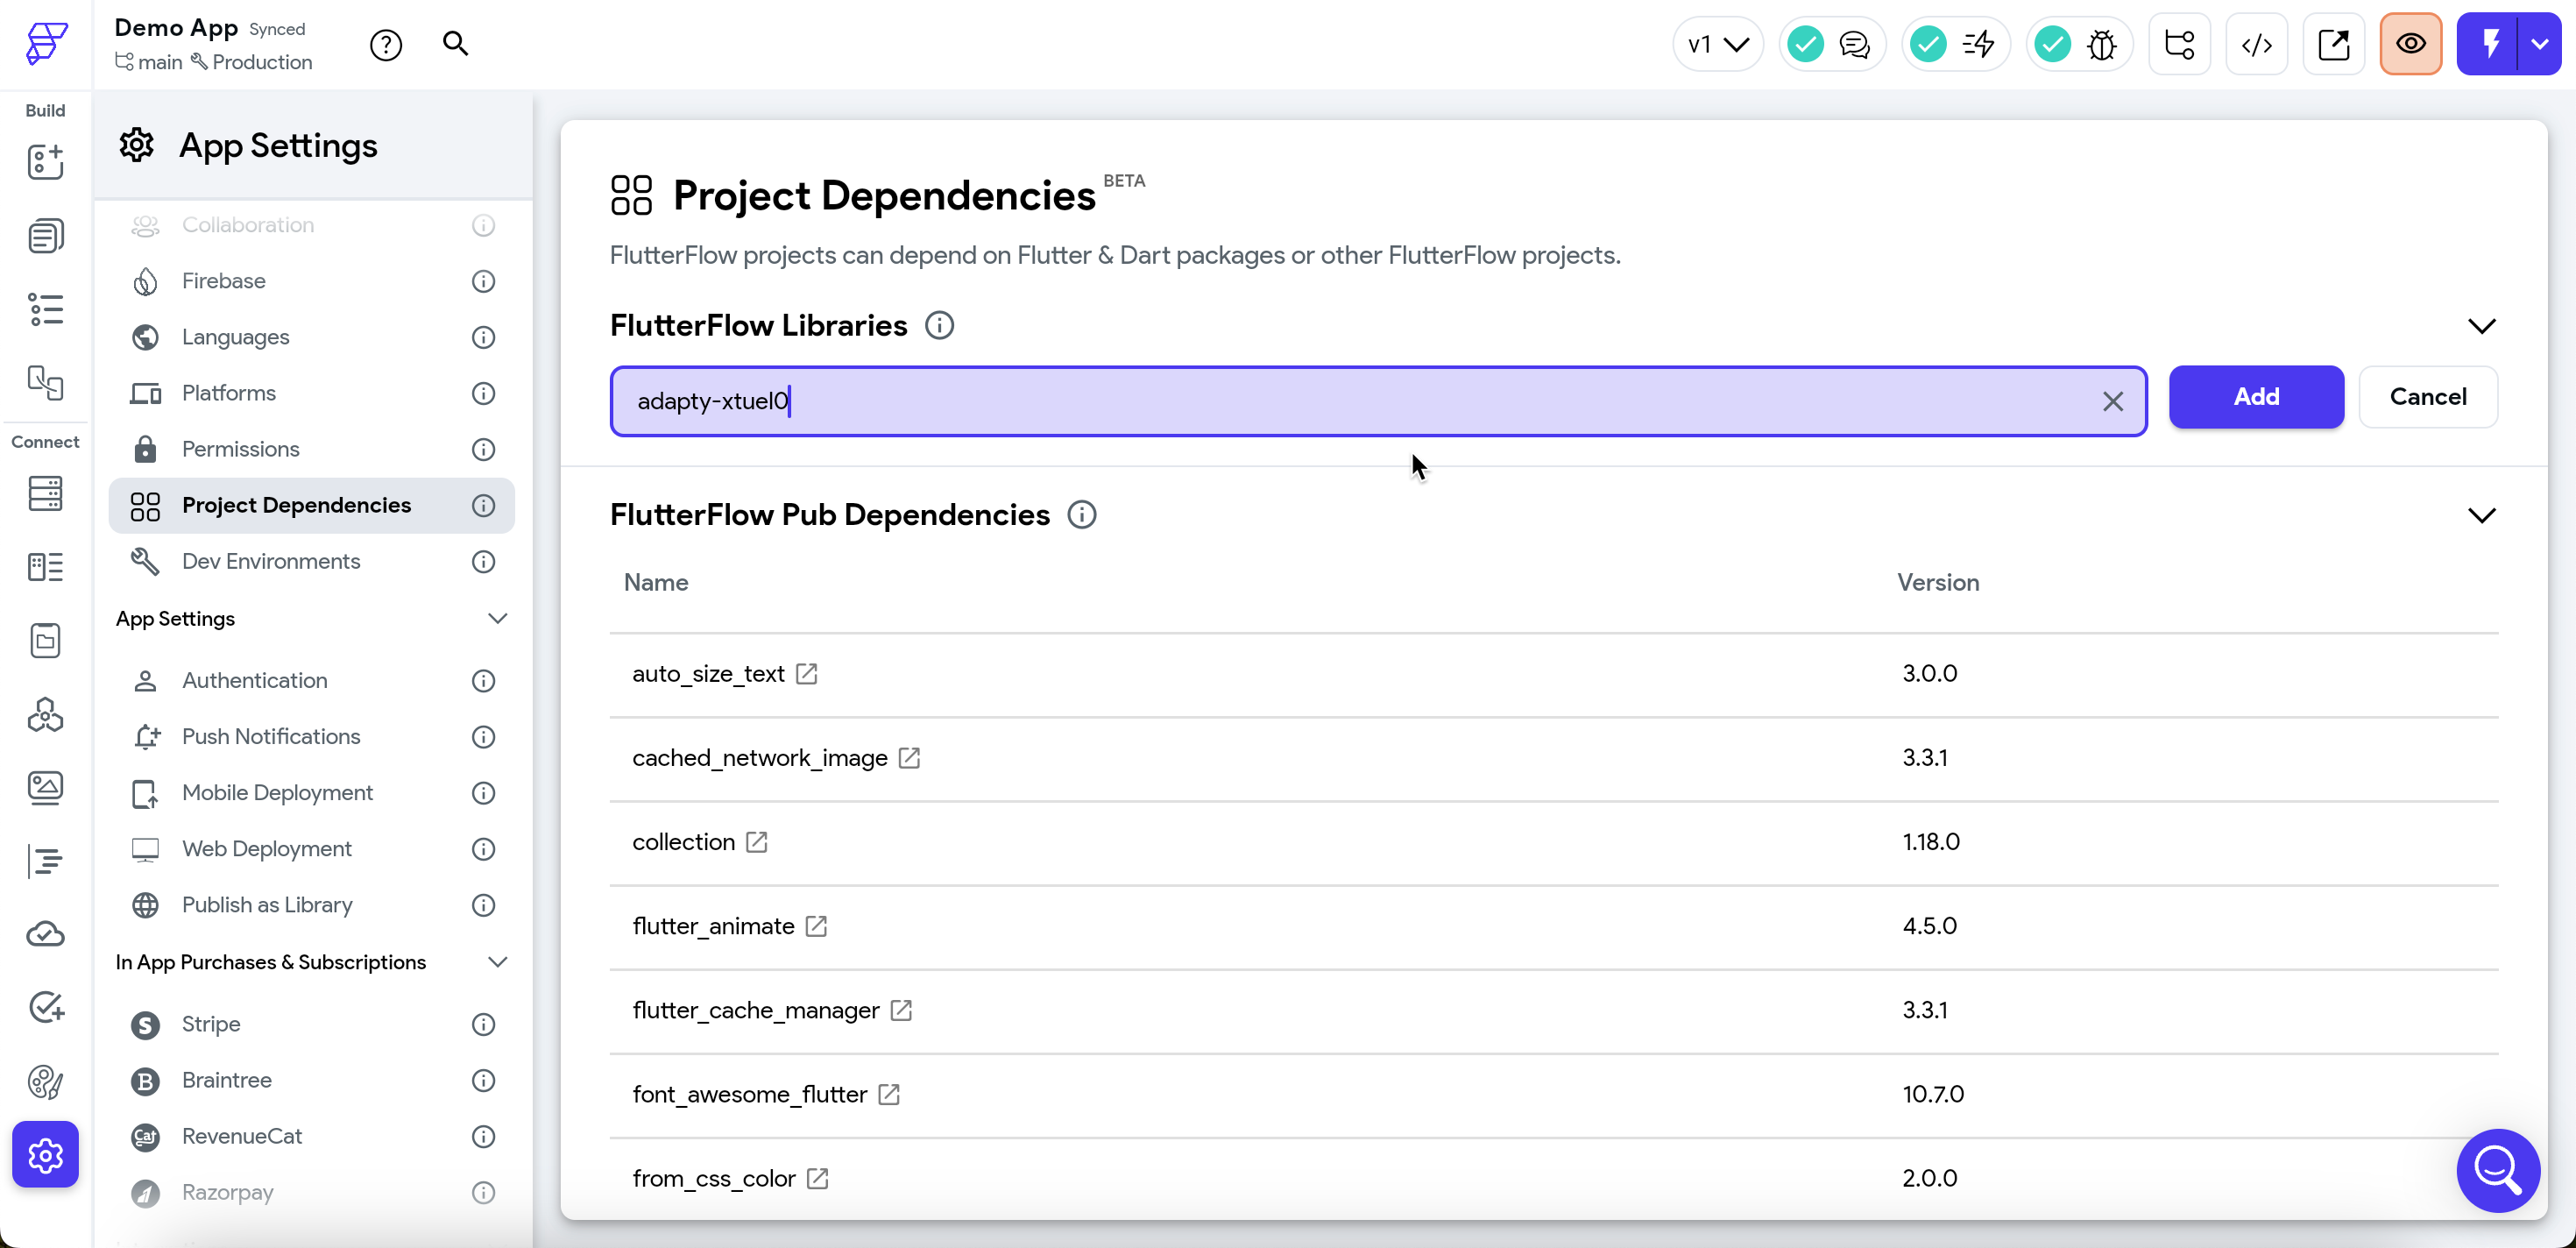 Demo App Synced
main Production
v1
Build
Connect
App Settings
Collaboration
Firebase
Languages
Platforms
Permissions
Project Dependencies
Dev Environments
App Settings
Authentication
Push Notifications
Mobile Deployment
Web Deployment
Publish as Library
In App Purchases & Subscriptions
Stripe
Braintree
RevenueCat
Razorpay
Project Dependencies BETA
FlutterFlow projects can depend on Flutter & Dart packages or other FlutterFlow projects.
FlutterFlow Libraries
adapty-xtuel0
Add
Cancel
FlutterFlow Pub Dependencies
Name Version
auto_size_text 3.0.0
cached_network_image 3.3.1
collection 1.18.0
flutter_animate 4.5.0
flutter_cache_manager 3.3.1
font_awesome_flutter 10.7.0
from_css_color 2.0.0